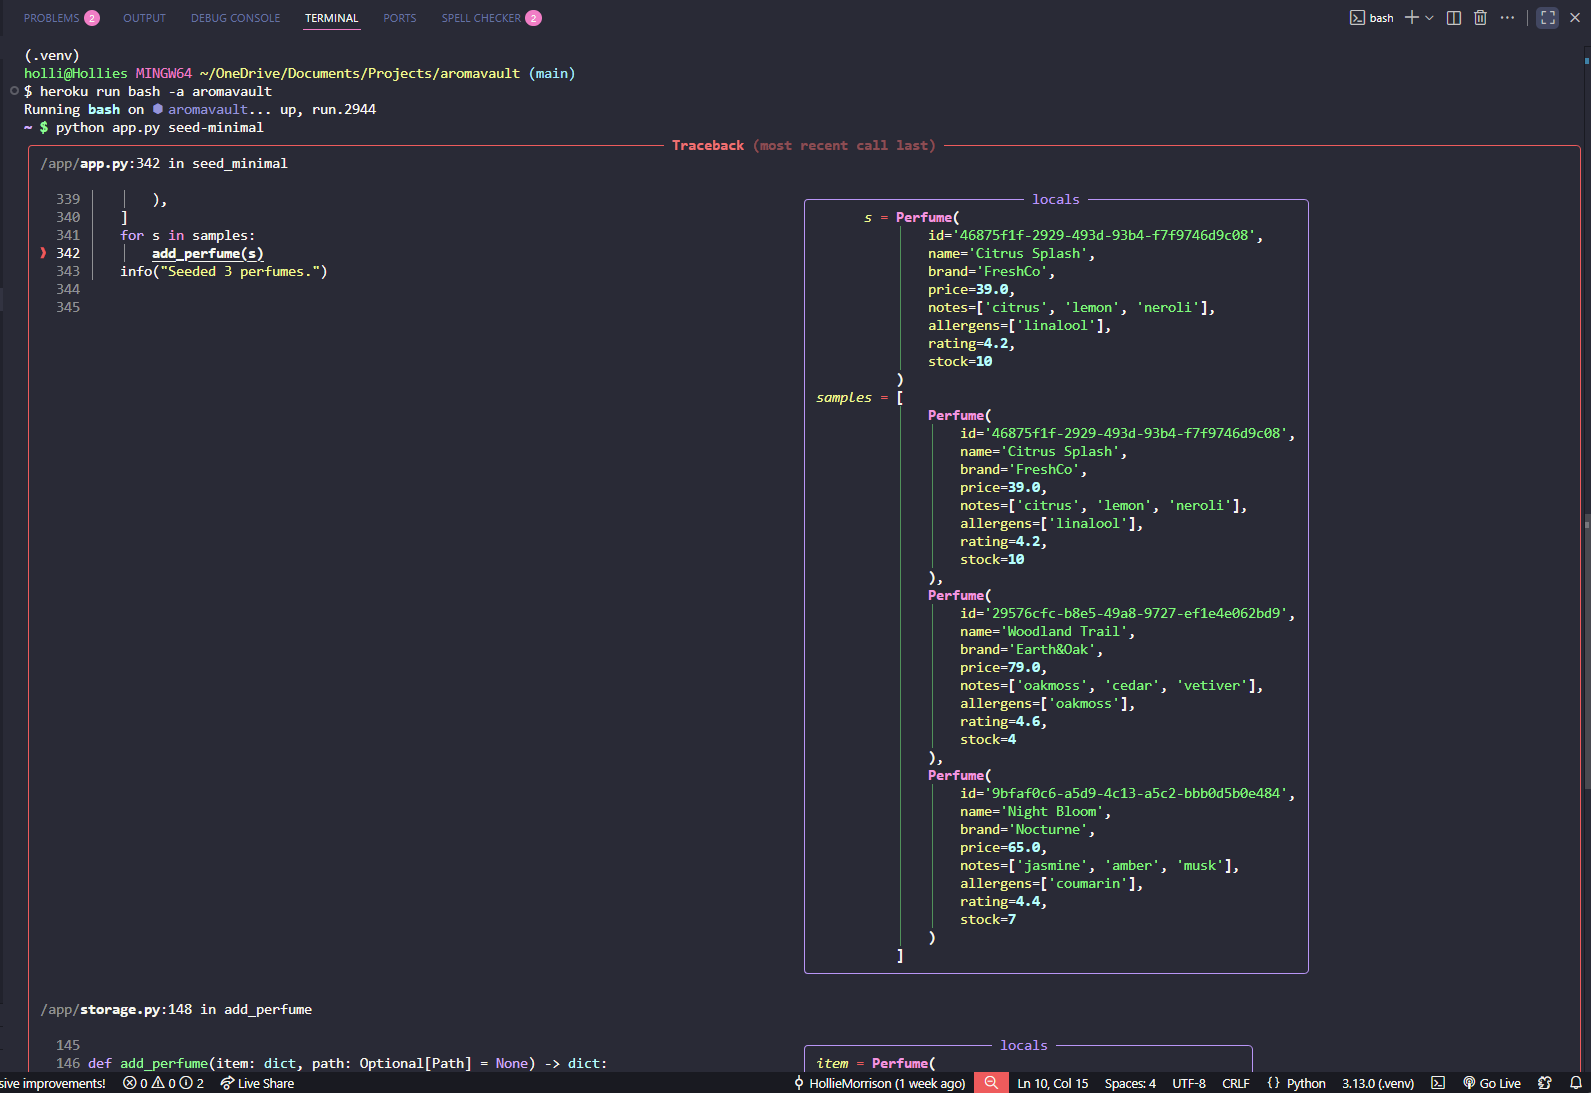 PROBLEMS 2 OUTPUT DEBUG CONSOLE TERMINAL PORTS SPELL CHECKER 2 bash
(.venv)
holli@Hollies MINGW64 ~/OneDrive/Documents/Projects/aromavault (main)
$ heroku run bash -a aromavault
Running bash on aromavault... up, run.2944
~ $ python app.py seed-minimal
Traceback (most recent call last)
/app/app.py:342 in seed_minimal
339 ),
340 ]
341 for s in samples:
❱ 342 add_perfume(s)
343 info("Seeded 3 perfumes.")
344
345
locals
s = Perfume(
id='46875f1f-2929-493d-93b4-f7f9746d9c08',
name='Citrus Splash',
brand='FreshCo',
price=39.0,
notes=['citrus', 'lemon', 'neroli'],
allergens=['linalool'],
rating=4.2,
stock=10
)
samples = [
Perfume(
id='46875f1f-2929-493d-93b4-f7f9746d9c08',
name='Citrus Splash',
brand='FreshCo',
price=39.0,
notes=['citrus', 'lemon', 'neroli'],
allergens=['linalool'],
rating=4.2,
stock=10
),
Perfume(
id='29576cfc-b8e5-49a8-9727-ef1e4e062bd9',
name='Woodland Trail',
brand='Earth&Oak',
price=79.0,
notes=['oakmoss', 'cedar', 'vetiver'],
allergens=['oakmoss'],
rating=4.6,
stock=4
),
Perfume(
id='9bfaf0c6-a5d9-4c13-a5c2-bbb0d5b0e484',
name='Night Bloom',
brand='Nocturne',
price=65.0,
notes=['jasmine', 'amber', 'musk'],
allergens=['coumarin'],
rating=4.4,
stock=7
)
]
/app/storage.py:148 in add_perfume
145
146 def add_perfume(item: dict, path: Optional[Path] = None) -> dict:
locals
item = Perfume(
sive improvements! 0 0 2 Live Share HollieMorrison (1 week ago) Ln 10, Col 15 Spaces: 4 UTF-8 CRLF {} Python 3.13.0 (.venv) Go Live